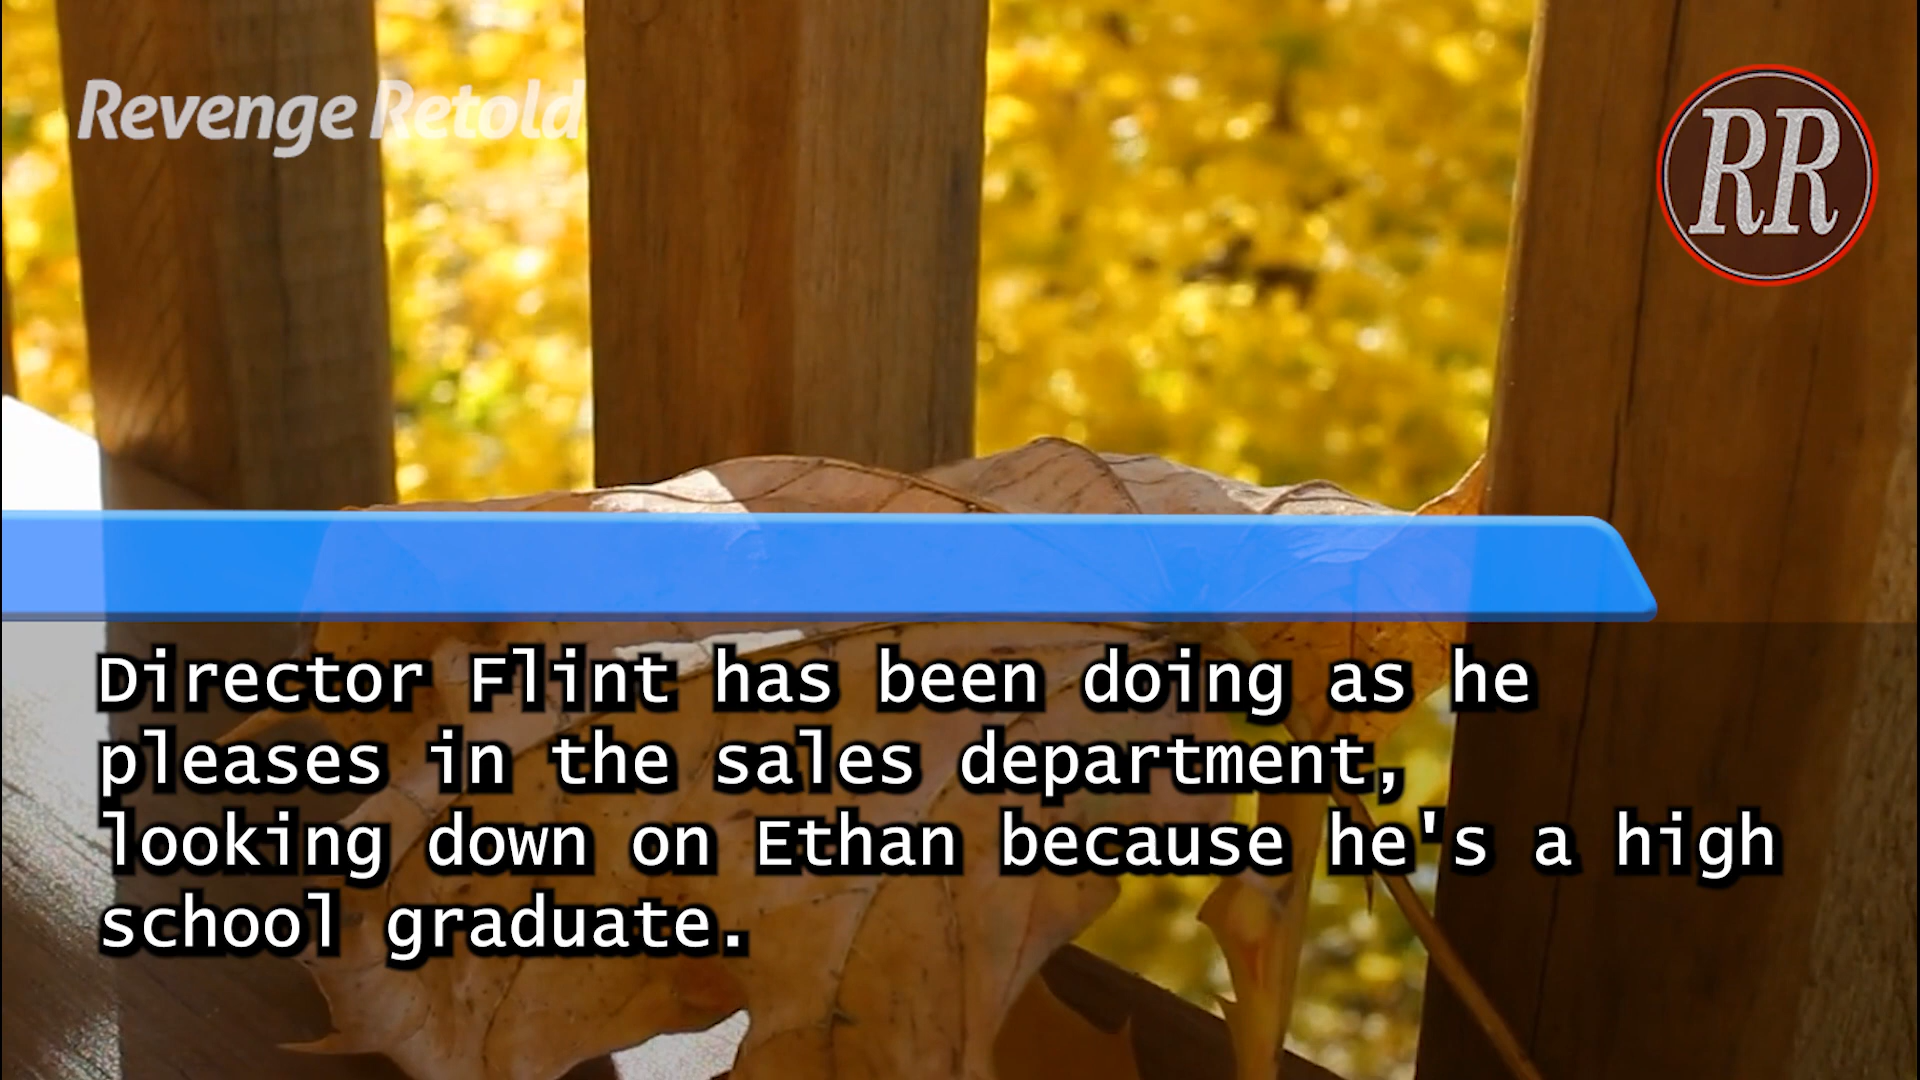 Revenge Retold
RR
Director Flint has been doing as he
pleases in the sales department,
looking down on Ethan because he's a high
school graduate.